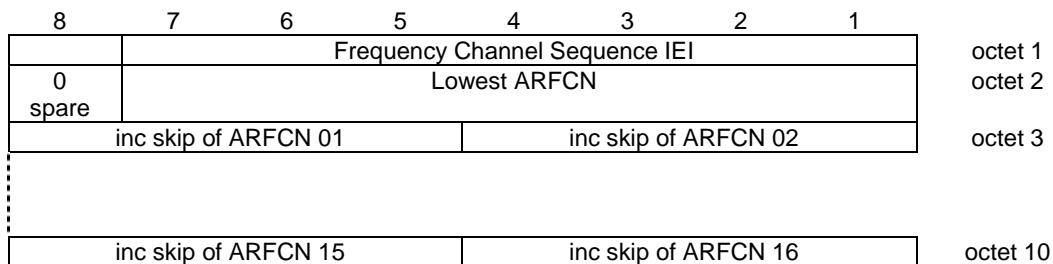 8 7 6 5 4 3 2 1
Frequency Channel Sequence IEI octet 1
0 Lowest ARFCN octet 2
spare
inc skip of ARFCN 01 inc skip of ARFCN 02 octet 3
inc skip of ARFCN 15 inc skip of ARFCN 16 octet 10